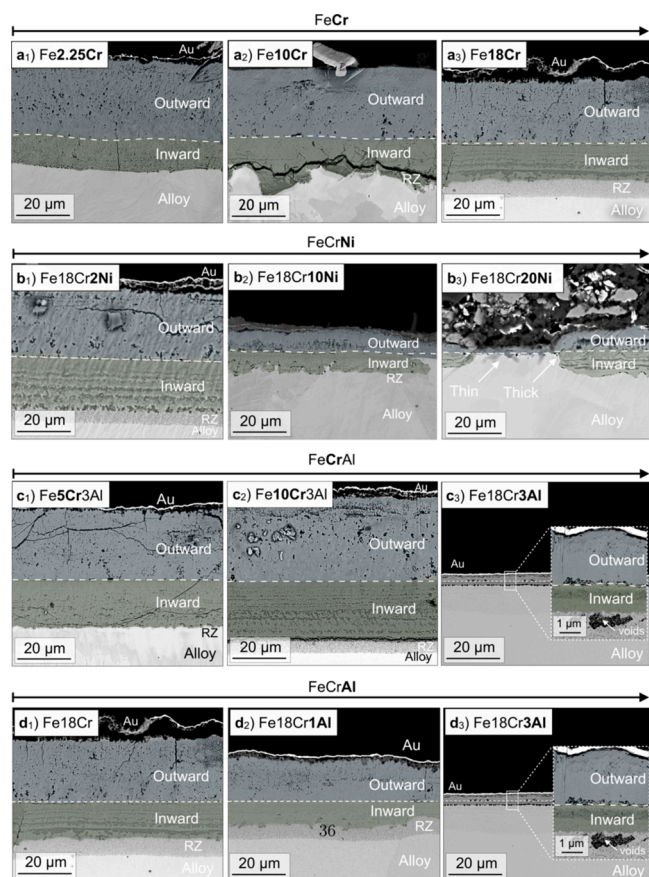 FeCr
a₁) Fe2.25Cr
Au
Outward
Inward
Alloy
20 µm
a₂) Fe10Cr
Outward
Inward
RZ
Alloy
20 µm
a₃) Fe18Cr
Au
Outward
Inward
RZ
Alloy
20 µm
FeCrNi
b₁) Fe18Cr2Ni
Au
Outward
Inward
RZ
Alloy
20 µm
b₂) Fe18Cr10Ni
Outward
Inward
RZ
Alloy
20 µm
b₃) Fe18Cr20Ni
Outward
Inward
Thin
Thick
Alloy
20 µm
FeCrAl
c₁) Fe5Cr3Al
Au
Outward
Inward
RZ
Alloy
20 µm
c₂) Fe10Cr3Al
Au
Outward
Inward
RZ
Alloy
20 µm
c₃) Fe18Cr3Al
Au
Outward
Inward
1 µm
voids
Alloy
20 µm
FeCrAl
d₁) Fe18Cr
Au
Outward
Inward
RZ
Alloy
20 µm
d₂) Fe18Cr1Al
Au
Outward
Inward
36
RZ
Alloy
20 µm
d₃) Fe18Cr3Al
Au
Outward
Inward
1 µm
voids
Alloy
20 µm